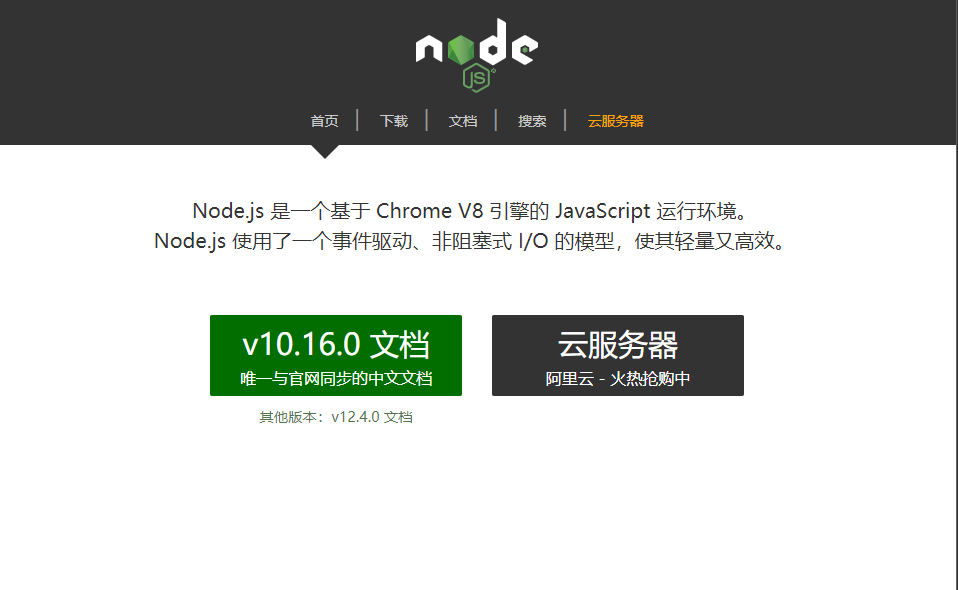 node
JS
首页 | 下载 | 文档 | 搜索 | 云服务器
Node.js 是一个基于 Chrome V8 引擎的 JavaScript 运行环境。
Node.js 使用了一个事件驱动、非阻塞式 I/O 的模型，使其轻量又高效。
v10.16.0 文档
唯一与官网同步的中文文档
云服务器
阿里云 - 火热抢购中
其他版本：v12.4.0 文档